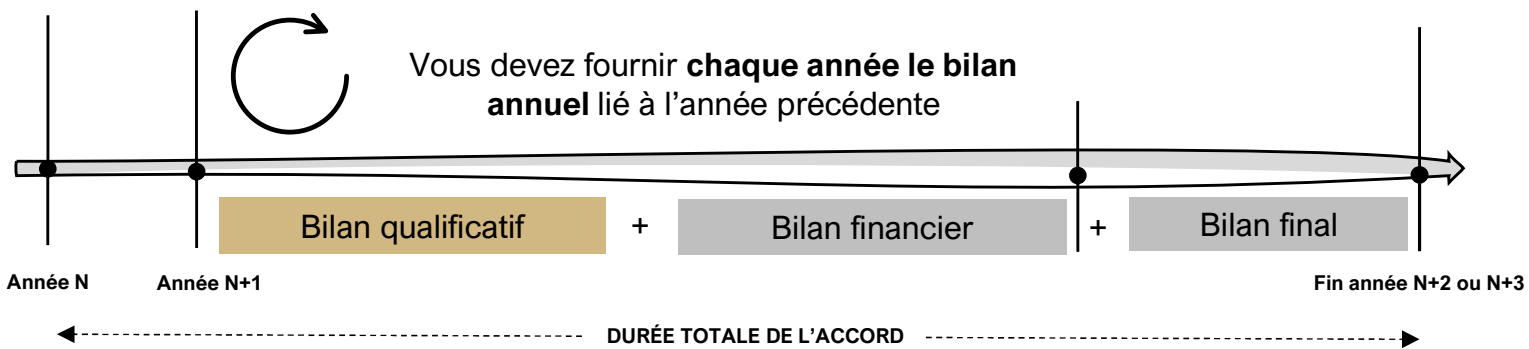 Vous devez fournir chaque année le bilan
annuel lié à l’année précédente
Bilan qualificatif + Bilan financier + Bilan final
Année N Année N+1 Fin année N+2 ou N+3
DURÉE TOTALE DE L’ACCORD